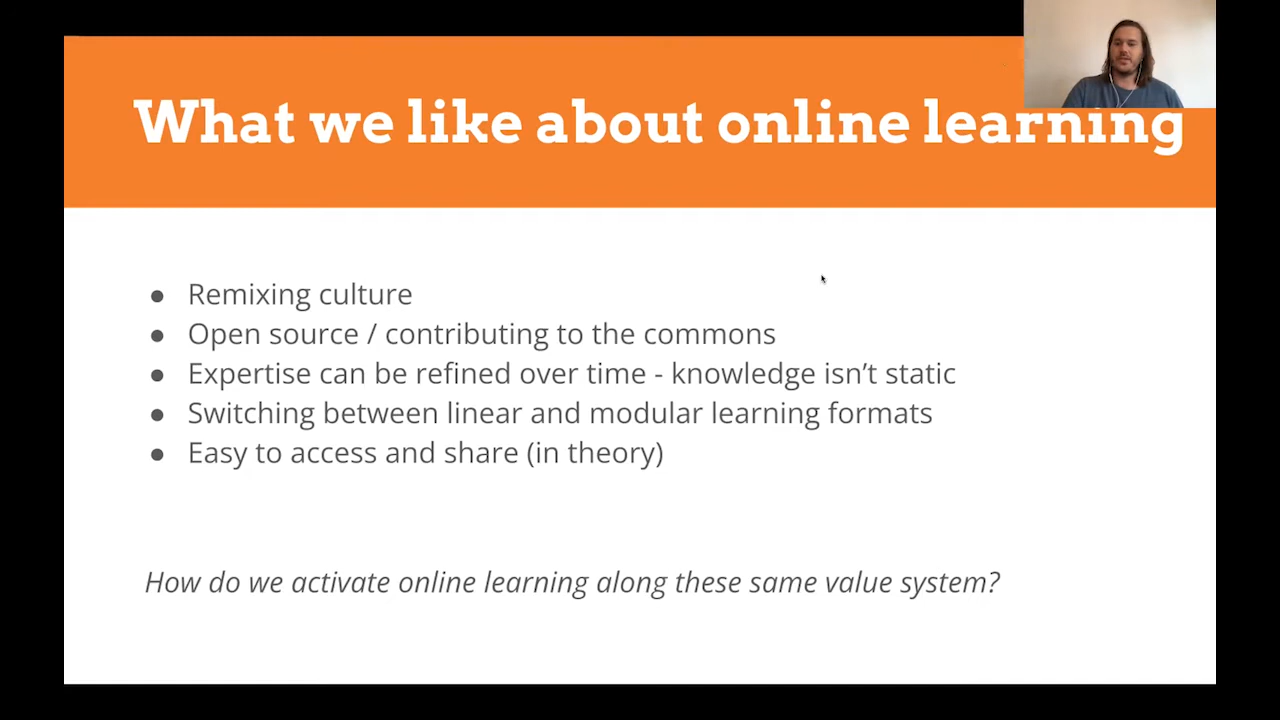 What we like about online learning
● Remixing culture
● Open source / contributing to the commons
● Expertise can be refined over time - knowledge isn’t static
● Switching between linear and modular learning formats
● Easy to access and share (in theory)
How do we activate online learning along these same value system?